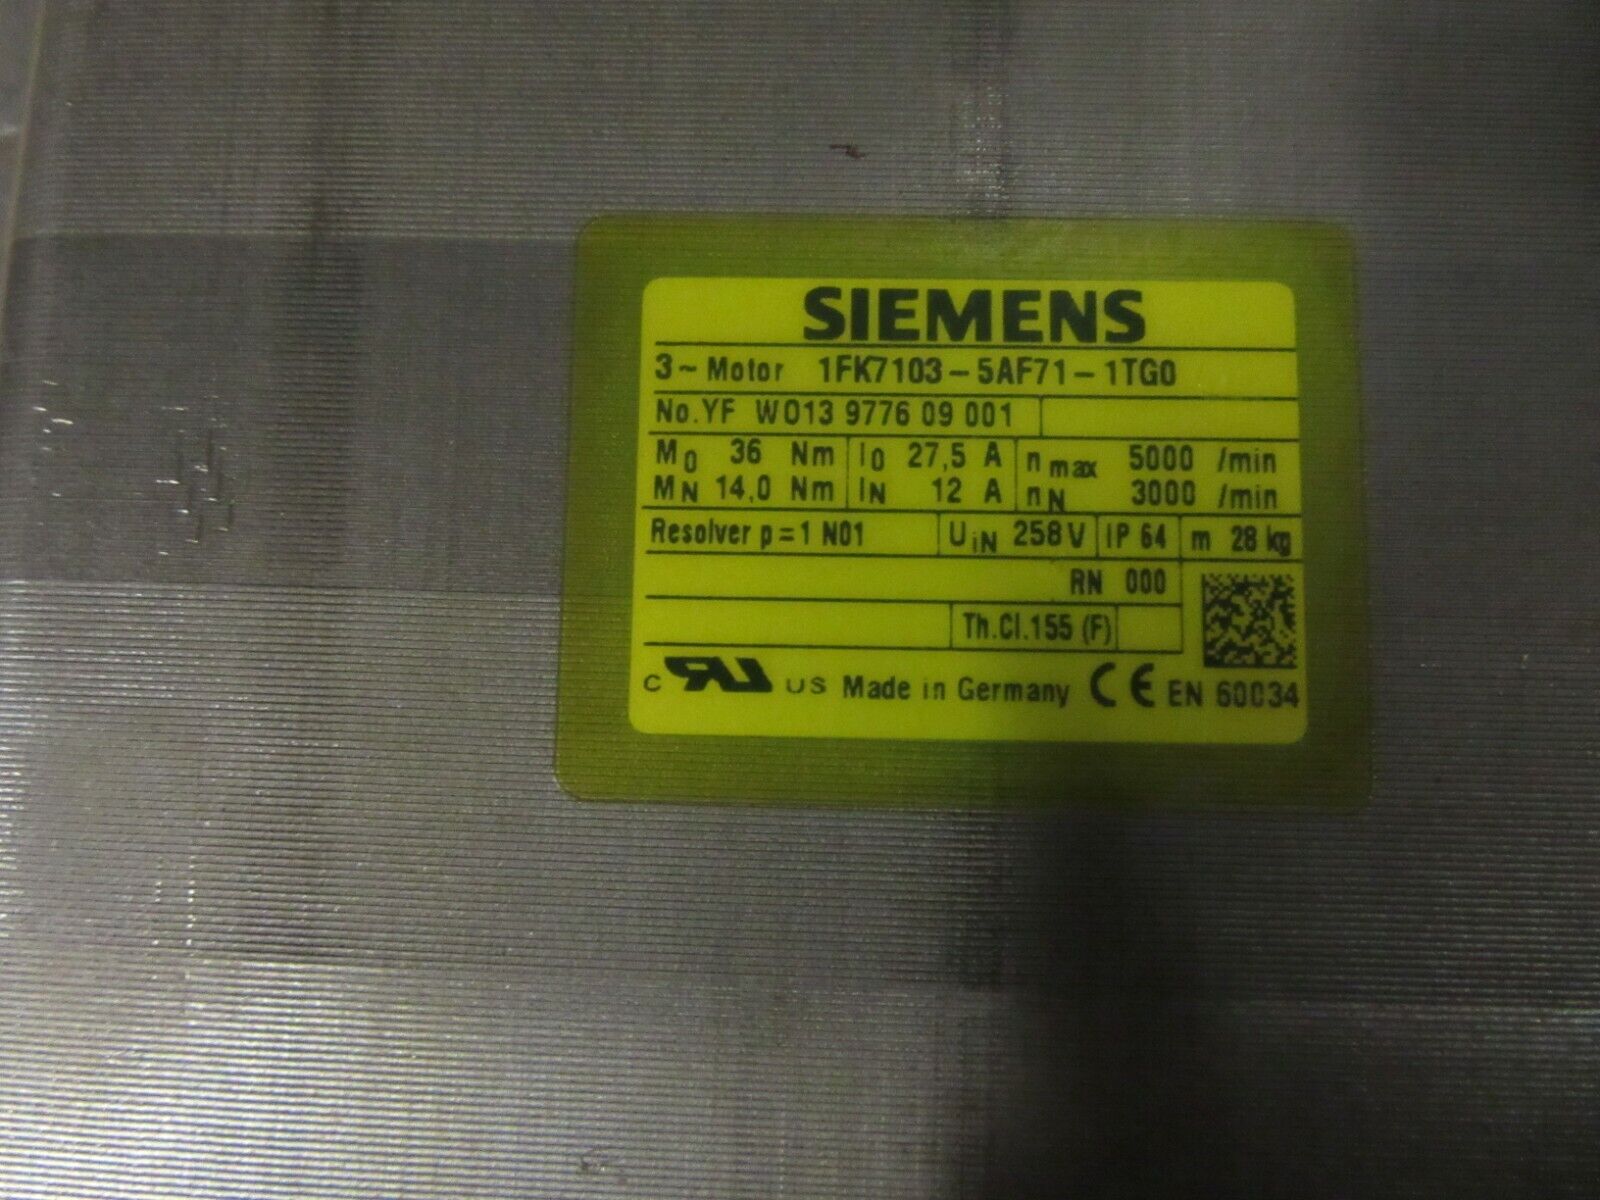 SIEMENS
3~Motor 1FK7103-5AF71-1TG0
No.YF W013 9776 09 001
M0 36 Nm I0 27,5 A n max 5000 /min
MN 14,0 Nm IN 12 A nN 3000 /min
Resolver p=1 N01 UiN 258V IP 64 m 28 kg
RN 000
Th.Cl.155 (F)
C RU US Made in Germany CE EN 60034